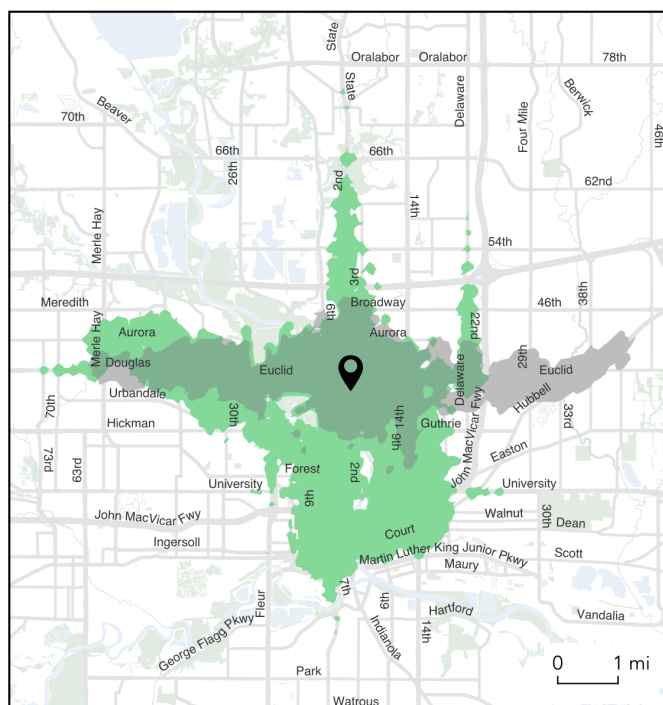 State
Oralabor
Oralabor
78th
State
Delaware
Four Mile
Berwick
Beaver
70th
46th
66th
66th
26th
2nd
14th
62nd
Merle Hay
54th
3rd
38th
Meredith
6th
Broadway
46th
Aurora
Aurora
22nd
29th
Merle Hay
Douglas
Euclid
Delaware
Euclid
Urbandale
Hubbell
70th
30th
14th
33rd
Hickman
Guthrie
John MacVicar Fwy
6th
Easton
73rd
63rd
Forest
2nd
University
University
9th
Walnut
30th
Dean
John MacVicar Fwy
Court
Ingersoll
Martin Luther King Junior Pkwy
Scott
Maury
7th
Fleur
9th
Hartford
14th
Vandalia
George Flagg Pkwy
Indianola
Park
0 1 mi
Watrous